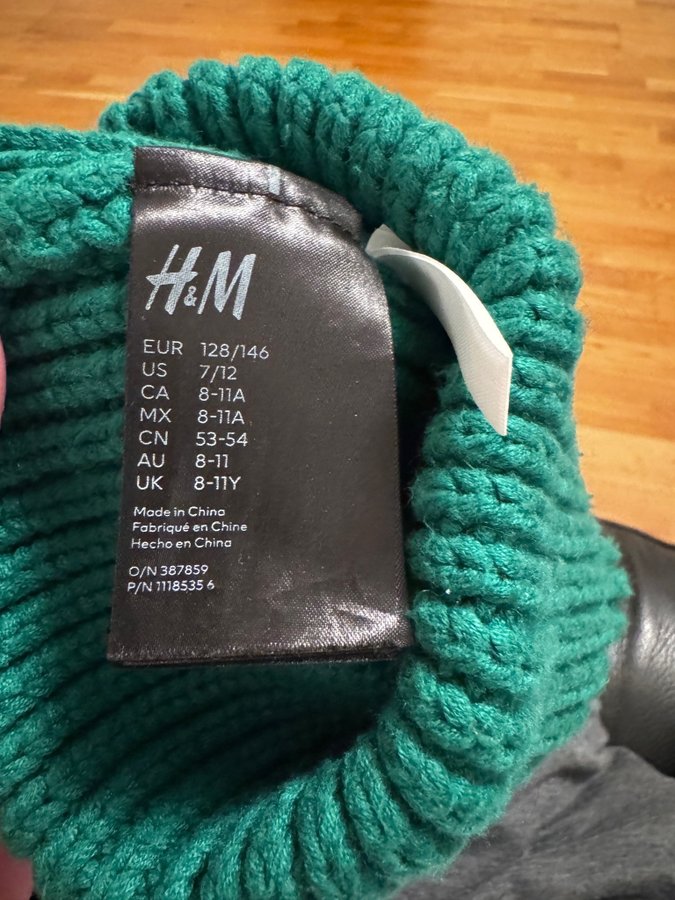 H&M
EUR 128/146
US 7/12
CA 8-11A
MX 8-11A
CN 53-54
AU 8-11
UK 8-11Y
Made in China
Fabriqué en Chine
Hecho en China
O/N 387859
P/N 1118535 6